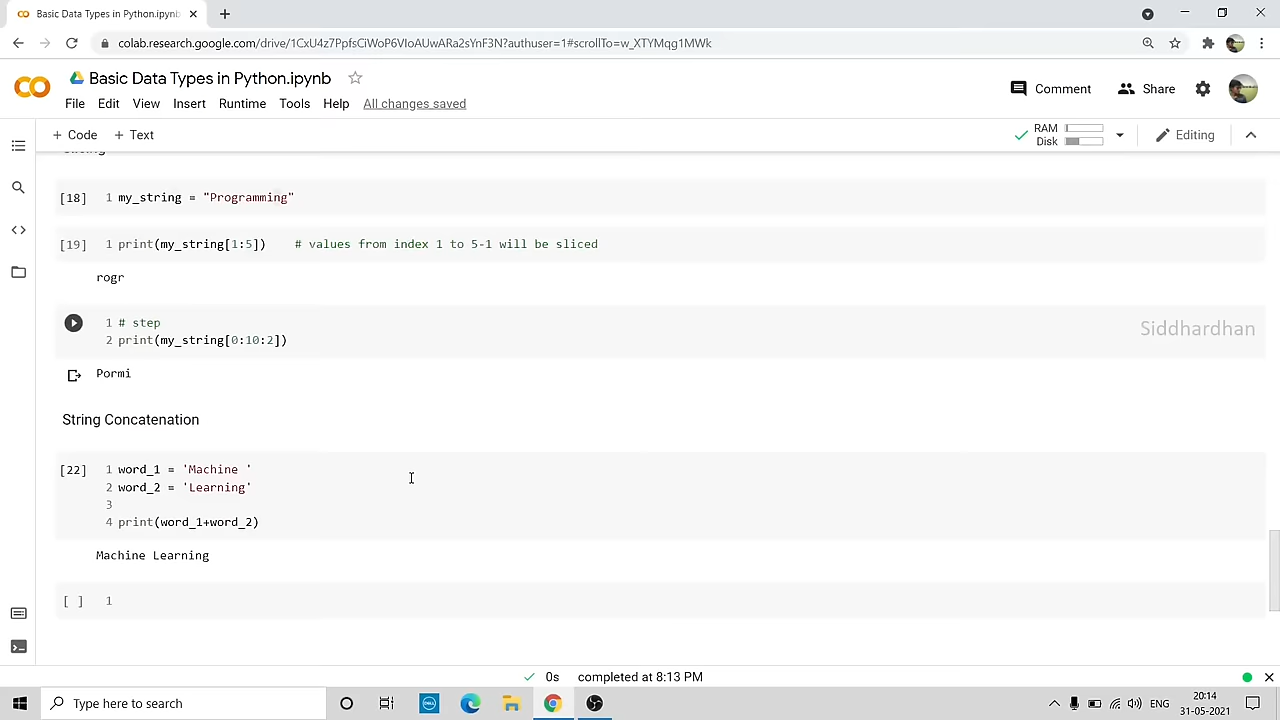 Basic Data Types in Python.ipynb
colab.research.google.com/drive/1CxU4z7PpfsCiWoP6VIoAUwARa2sYnF3N?authuser=1#scrollTo=w_XTYMqg1MWk
Basic Data Types in Python.ipynb
Comment
Share
File Edit View Insert Runtime Tools Help All changes saved
+ Code + Text
RAM
Disk
Editing
[18] 1 my_string = "Programming"
[19] 1 print(my_string[1:5]) # values from index 1 to 5-1 will be sliced
rogr
1 # step
Siddhardhan
2 print(my_string[0:10:2])
Pormi
String Concatenation
[22] 1 word_1 = 'Machine '
2 word_2 = 'Learning'
3
4 print(word_1+word_2)
Machine Learning
[ ] 1
0s completed at 8:13 PM
Type here to search
DELL
ENG
20:14
31-05-2021